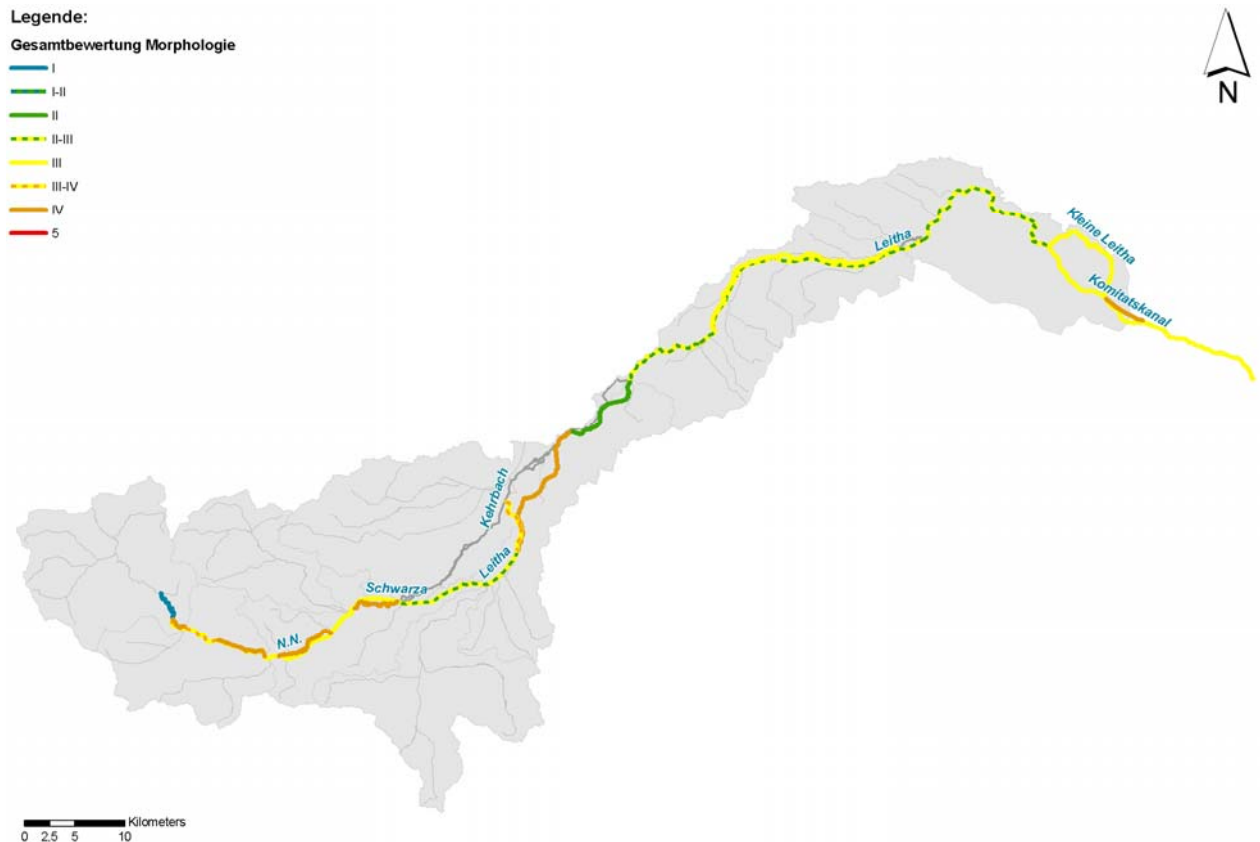 Legende:
Gesamtbewertung Morphologie
I
I-II
II
II-III
III
III-IV
IV
5
N
Kleine Leitha
Leitha
Komitatskanal
Kehrbach
Leitha
Schwarza
N.N.
Kilometers
0 2.5 5 10